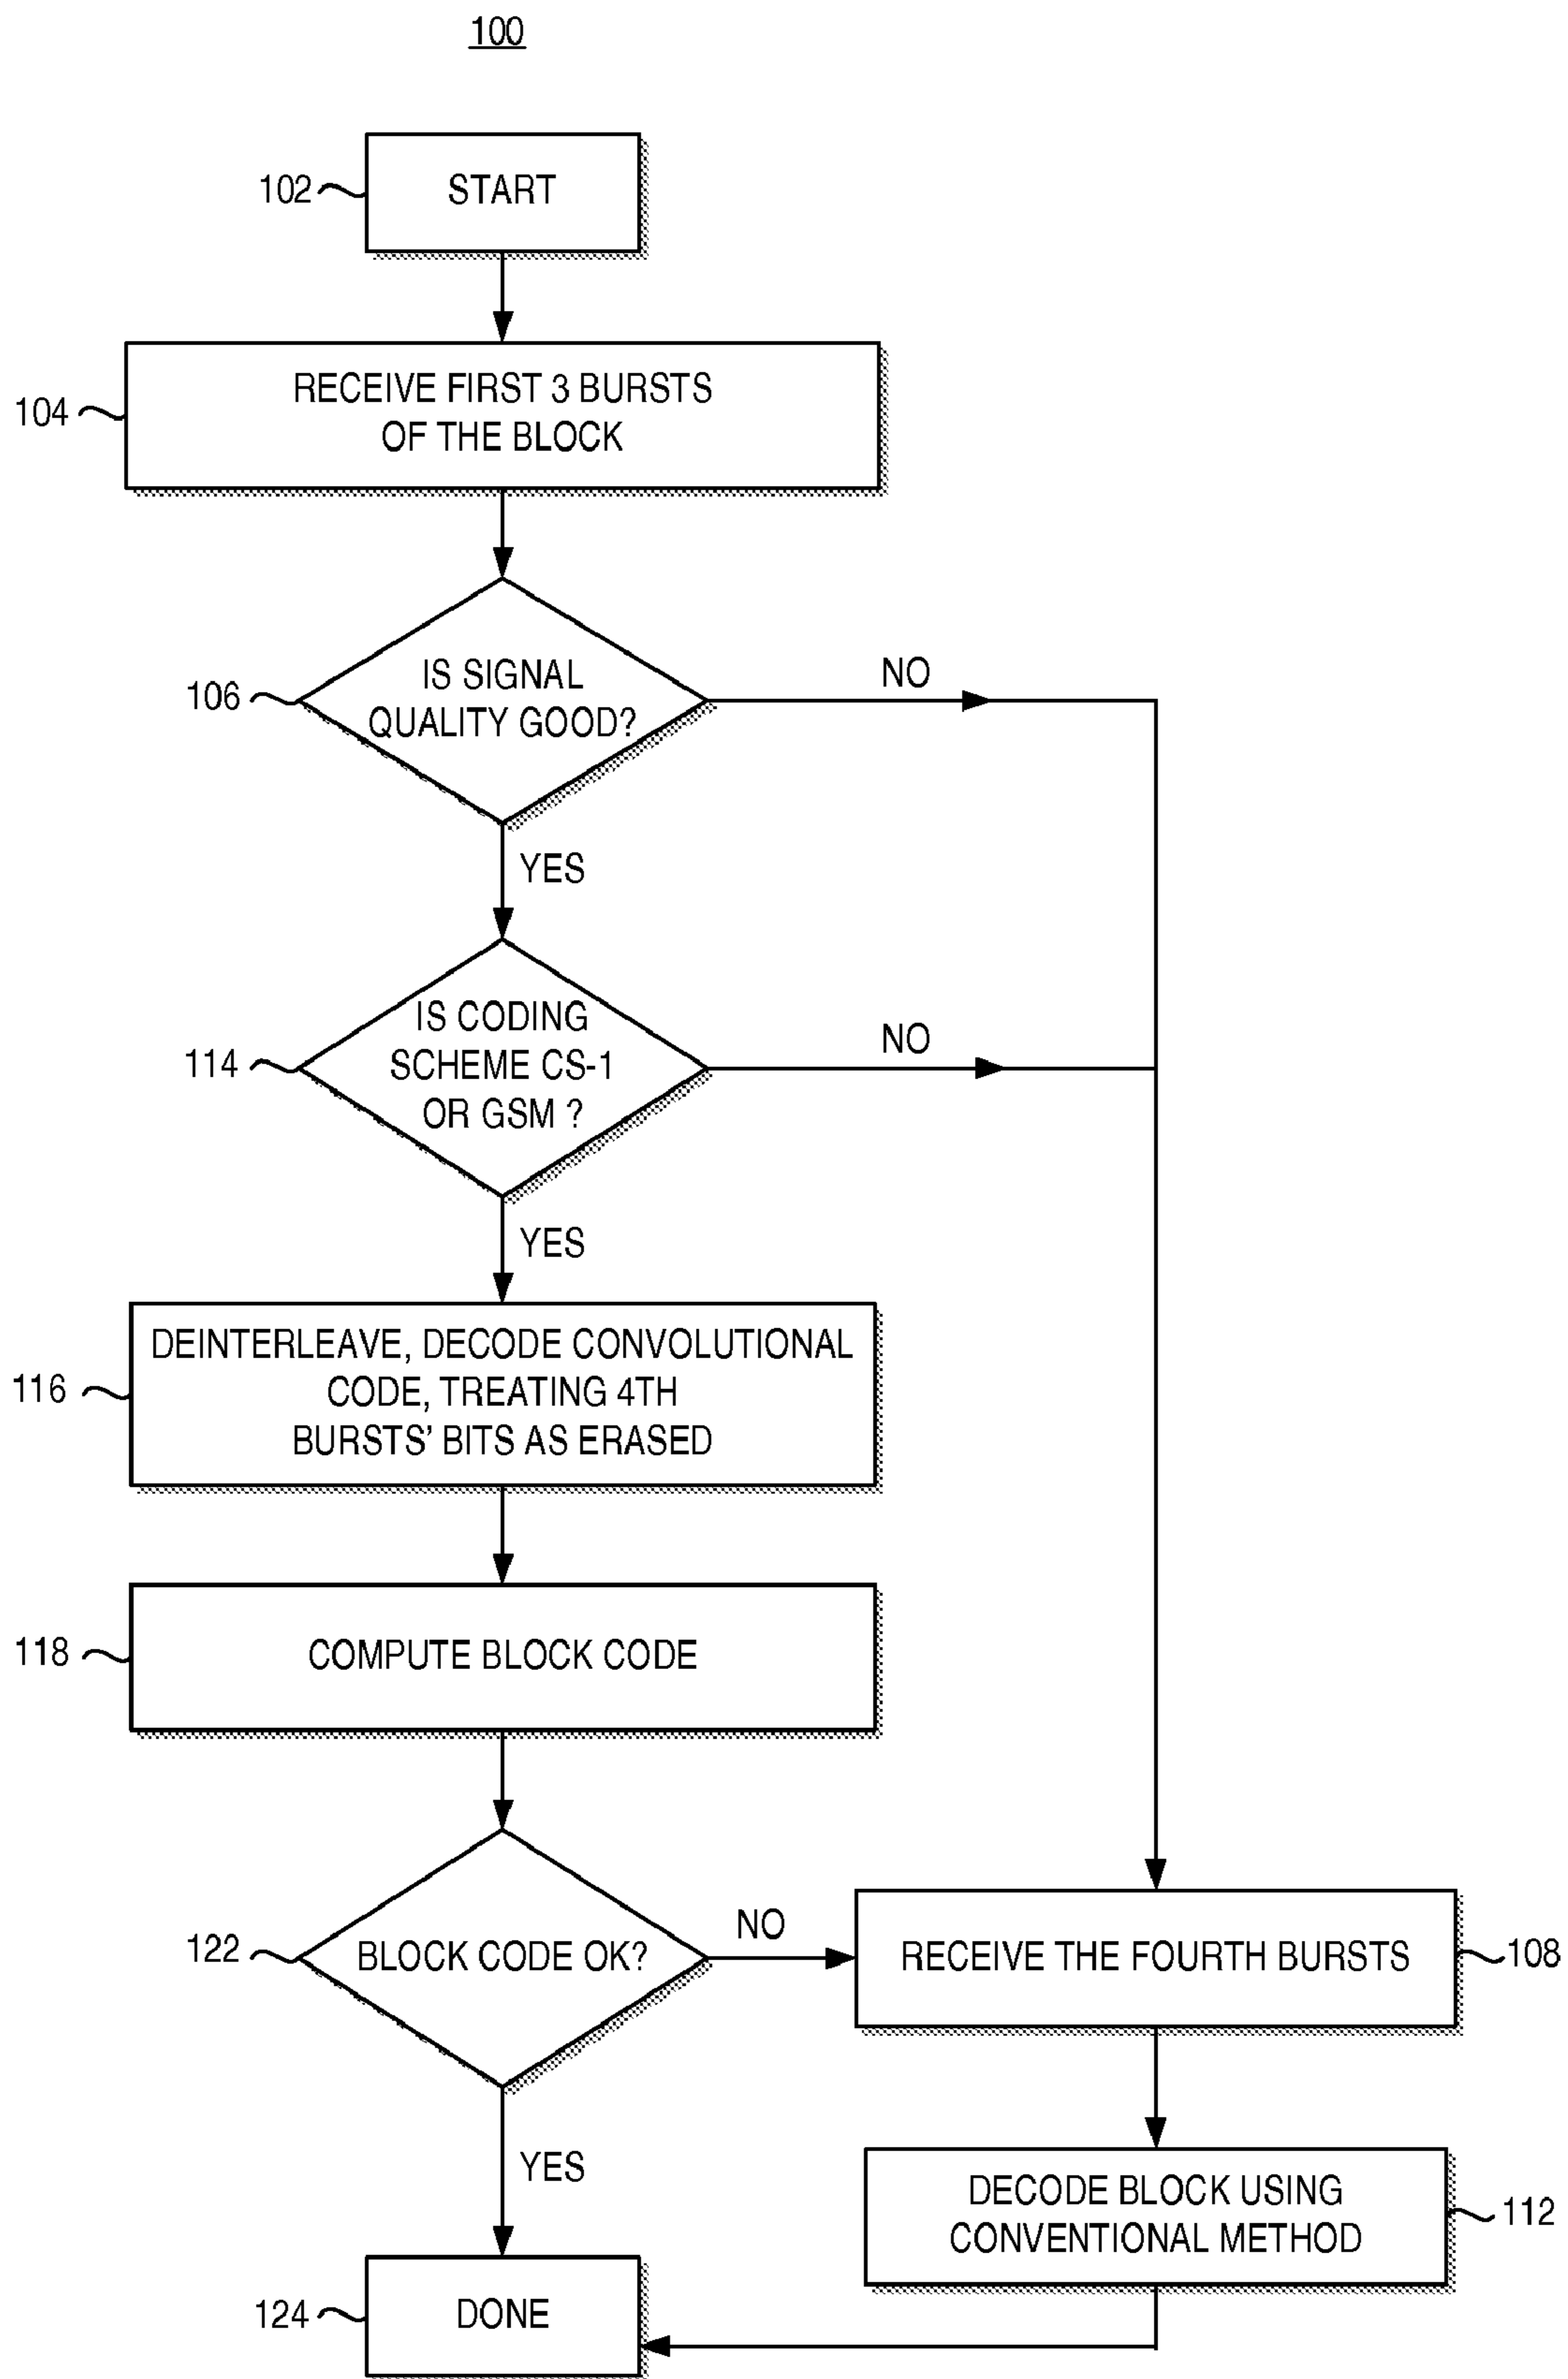 100
102
START
104
RECEIVE FIRST 3 BURSTS
OF THE BLOCK
106
IS SIGNAL
QUALITY GOOD?
NO
YES
114
IS CODING
SCHEME CS-1
OR GSM ?
NO
YES
116
DEINTERLEAVE, DECODE CONVOLUTIONAL
CODE, TREATING 4TH
BURSTS' BITS AS ERASED
118
COMPUTE BLOCK CODE
122
BLOCK CODE OK?
NO
RECEIVE THE FOURTH BURSTS
108
YES
DECODE BLOCK USING
CONVENTIONAL METHOD
112
124
DONE